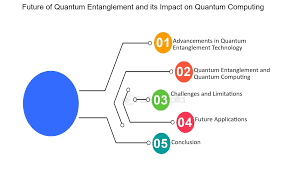 Future of Quantum Entanglement and its Impact on Quantum Computing
01
Advancements in Quantum
Entanglement Technology
02
Quantum Entanglement and
Quantum Computing
03
Challenges and Limitations
04
Future Applications
05
Conclusion